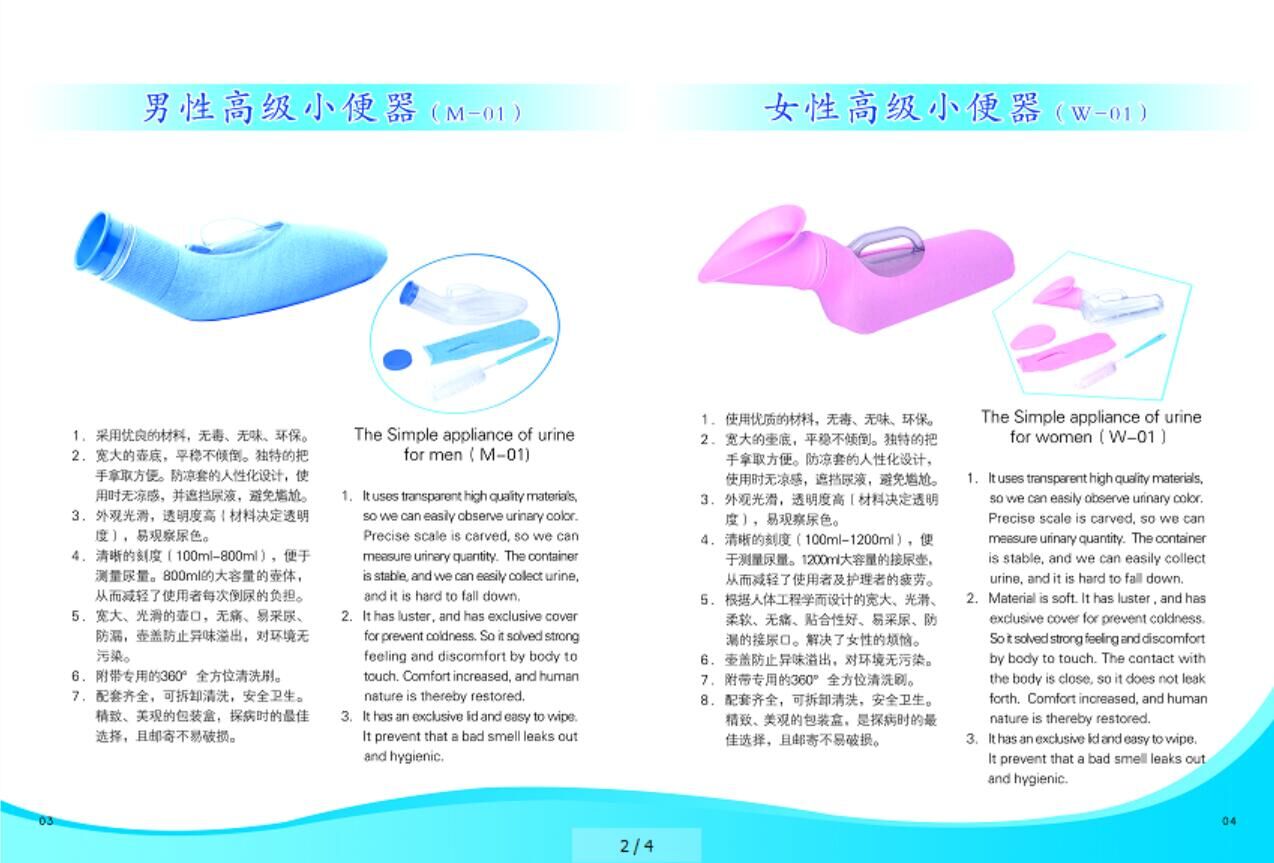 男性高级小便器（M-01）
1． 采用优良的材料，无毒、无味、环保。
2． 宽大的壶底，平稳不倾倒。独特的把
手拿取方便。防凉套的人性化设计，使
用时无凉感，并遮挡尿液，避免尴尬。
3． 外观光滑，透明度高（材料决定透明
度），易观察尿色。
4． 清晰的刻度（100ml-800ml），便于
测量尿量。800ml的大容量的壶体，
从而减轻了使用者每次倒尿的负担。
5． 宽大、光滑的壶口，无痛、易采尿、
防漏，壶盖防止异味溢出，对环境无
污染。
6． 附带专用的360° 全方位清洗刷。
7． 配套齐全，可拆卸清洗，安全卫生。
精致、美观的包装盒，探病时的最佳
选择，且邮寄不易破损。
The Simple appliance of urine
for men ( M-01)
1. It uses transparent high quality materials,
so we can easily observe urinary color.
Precise scale is carved, so we can
measure urinary quantity. The container
is stable, and we can easily collect urine,
and it is hard to fall down.
2. It has luster, and has exclusive cover
for prevent coldness. So it solved strong
feeling and discomfort by body to
touch. Comfort increased, and human
nature is thereby restored.
3. It has an exclusive lid and easy to wipe.
It prevent that a bad smell leaks out
and hygienic.
03
女性高级小便器（W-01）
1． 使用优质的材料，无毒、无味、环保。
2． 宽大的壶底，平稳不倾倒。独特的把
手拿取方便。防凉套的人性化设计，
使用时无凉感，遮挡尿液，避免尴尬。
3． 外观光滑，透明度高（材料决定透明
度），易观察尿色。
4． 清晰的刻度（100ml-1200ml），便
于测量尿量。1200ml大容量的接尿壶，
从而减轻了使用者及护理者的疲劳。
5． 根据人体工程学而设计的宽大、光滑、
柔软、无痛、贴合性好、易采尿、防
漏的接尿口。解决了女性的烦恼。
6． 壶盖防止异味溢出，对环境无污染。
7． 附带专用的360° 全方位清洗刷。
8． 配套齐全，可拆卸清洗，安全卫生。
精致、美观的包装盒，是探病时的最
佳选择，且邮寄不易破损。
The Simple appliance of urine
for women ( W-01 )
1. It uses transparent high quality materials,
so we can easily observe urinary color.
Precise scale is carved, so we can
measure urinary quantity. The container
is stable, and we can easily collect
urine, and it is hard to fall down.
2. Material is soft. It has luster , and has
exclusive cover for prevent coldness.
So it solved strong feeling and discomfort
by body to touch. The contact with
the body is close, so it does not leak
forth. Comfort increased, and human
nature is thereby restored.
3. It has an exclusive lid and easy to wipe.
It prevent that a bad smell leaks out
and hygienic.
04
2 / 4